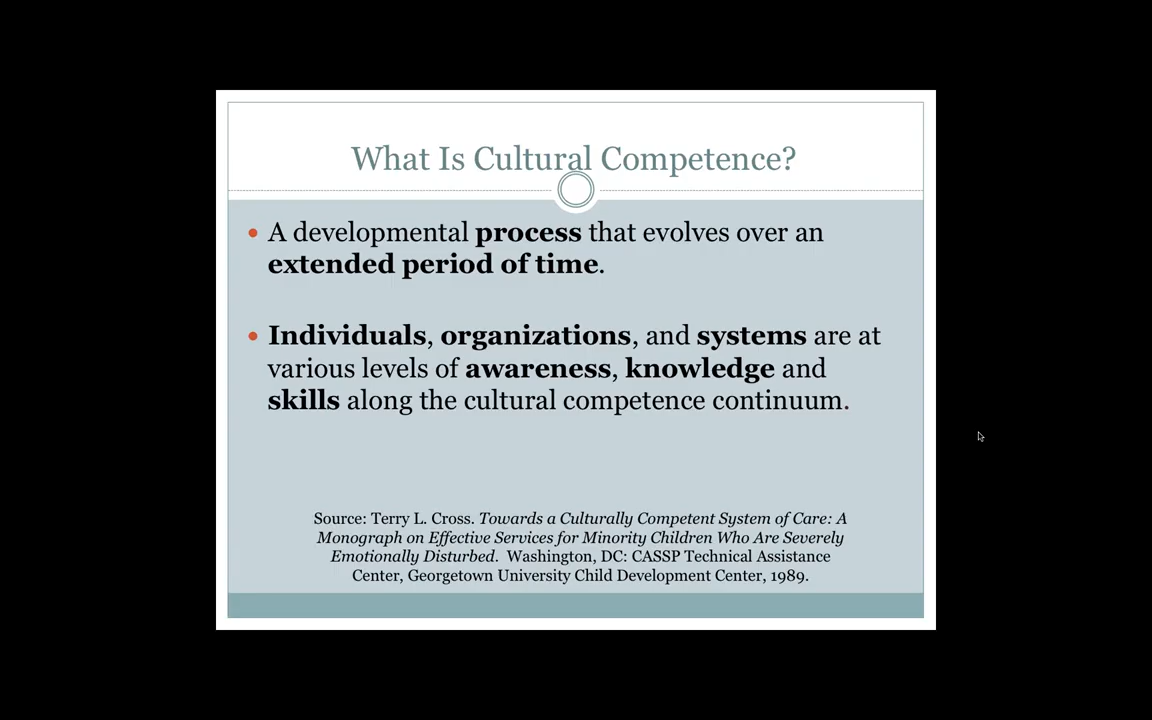 What Is Cultural Competence?
• A developmental process that evolves over an
extended period of time.
• Individuals, organizations, and systems are at
various levels of awareness, knowledge and
skills along the cultural competence continuum.
Source: Terry L. Cross. Towards a Culturally Competent System of Care: A
Monograph on Effective Services for Minority Children Who Are Severely
Emotionally Disturbed. Washington, DC: CASSP Technical Assistance
Center, Georgetown University Child Development Center, 1989.